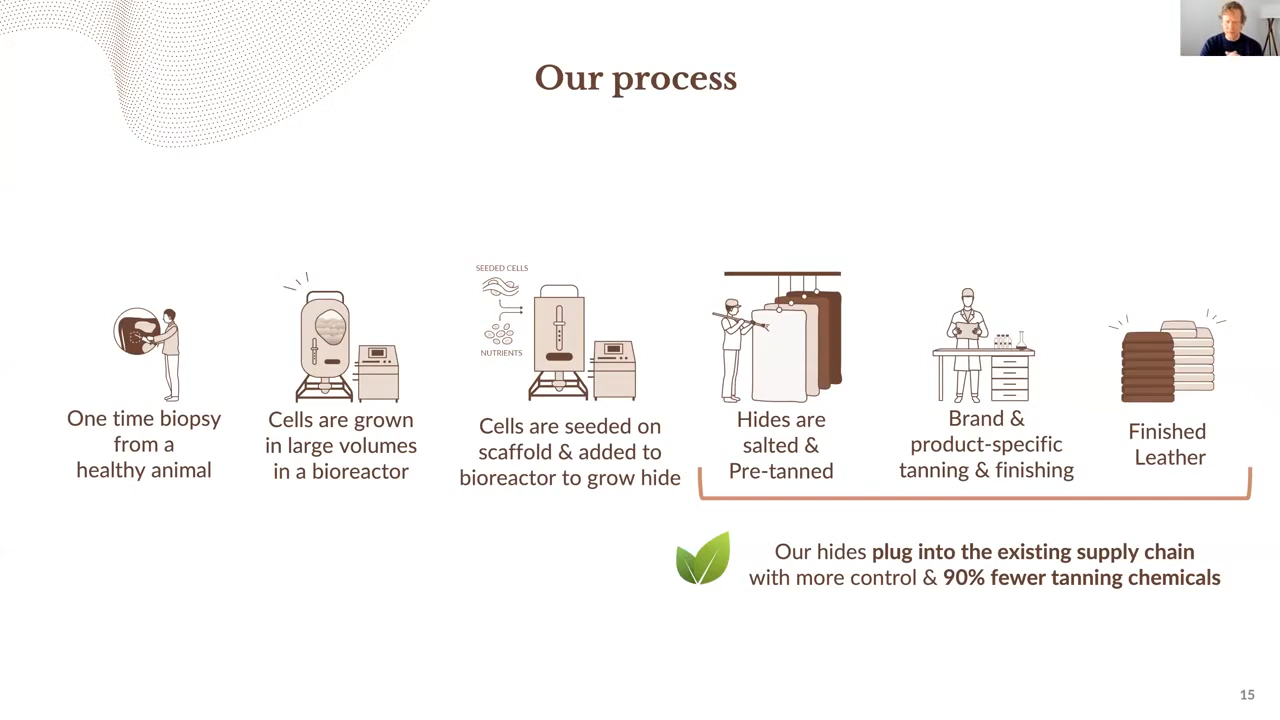 Our process
SEEDED CELLS
NUTRIENTS
One time biopsy
from a
healthy animal
Cells are grown
in large volumes
in a bioreactor
Cells are seeded on
scaffold & added to
bioreactor to grow hide
Hides are
salted &
Pre-tanned
Brand &
product-specific
tanning & finishing
Finished
Leather
Our hides plug into the existing supply chain
with more control & 90% fewer tanning chemicals
15